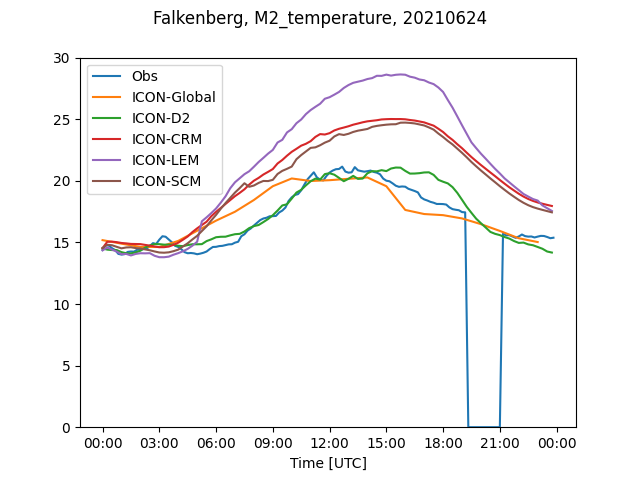 Falkenberg, M2_temperature, 20210624
30
25
20
15
10
5
0
Obs
ICON-Global
ICON-D2
ICON-CRM
ICON-LEM
ICON-SCM
00:00 03:00 06:00 09:00 12:00 15:00 18:00 21:00 00:00
Time [UTC]